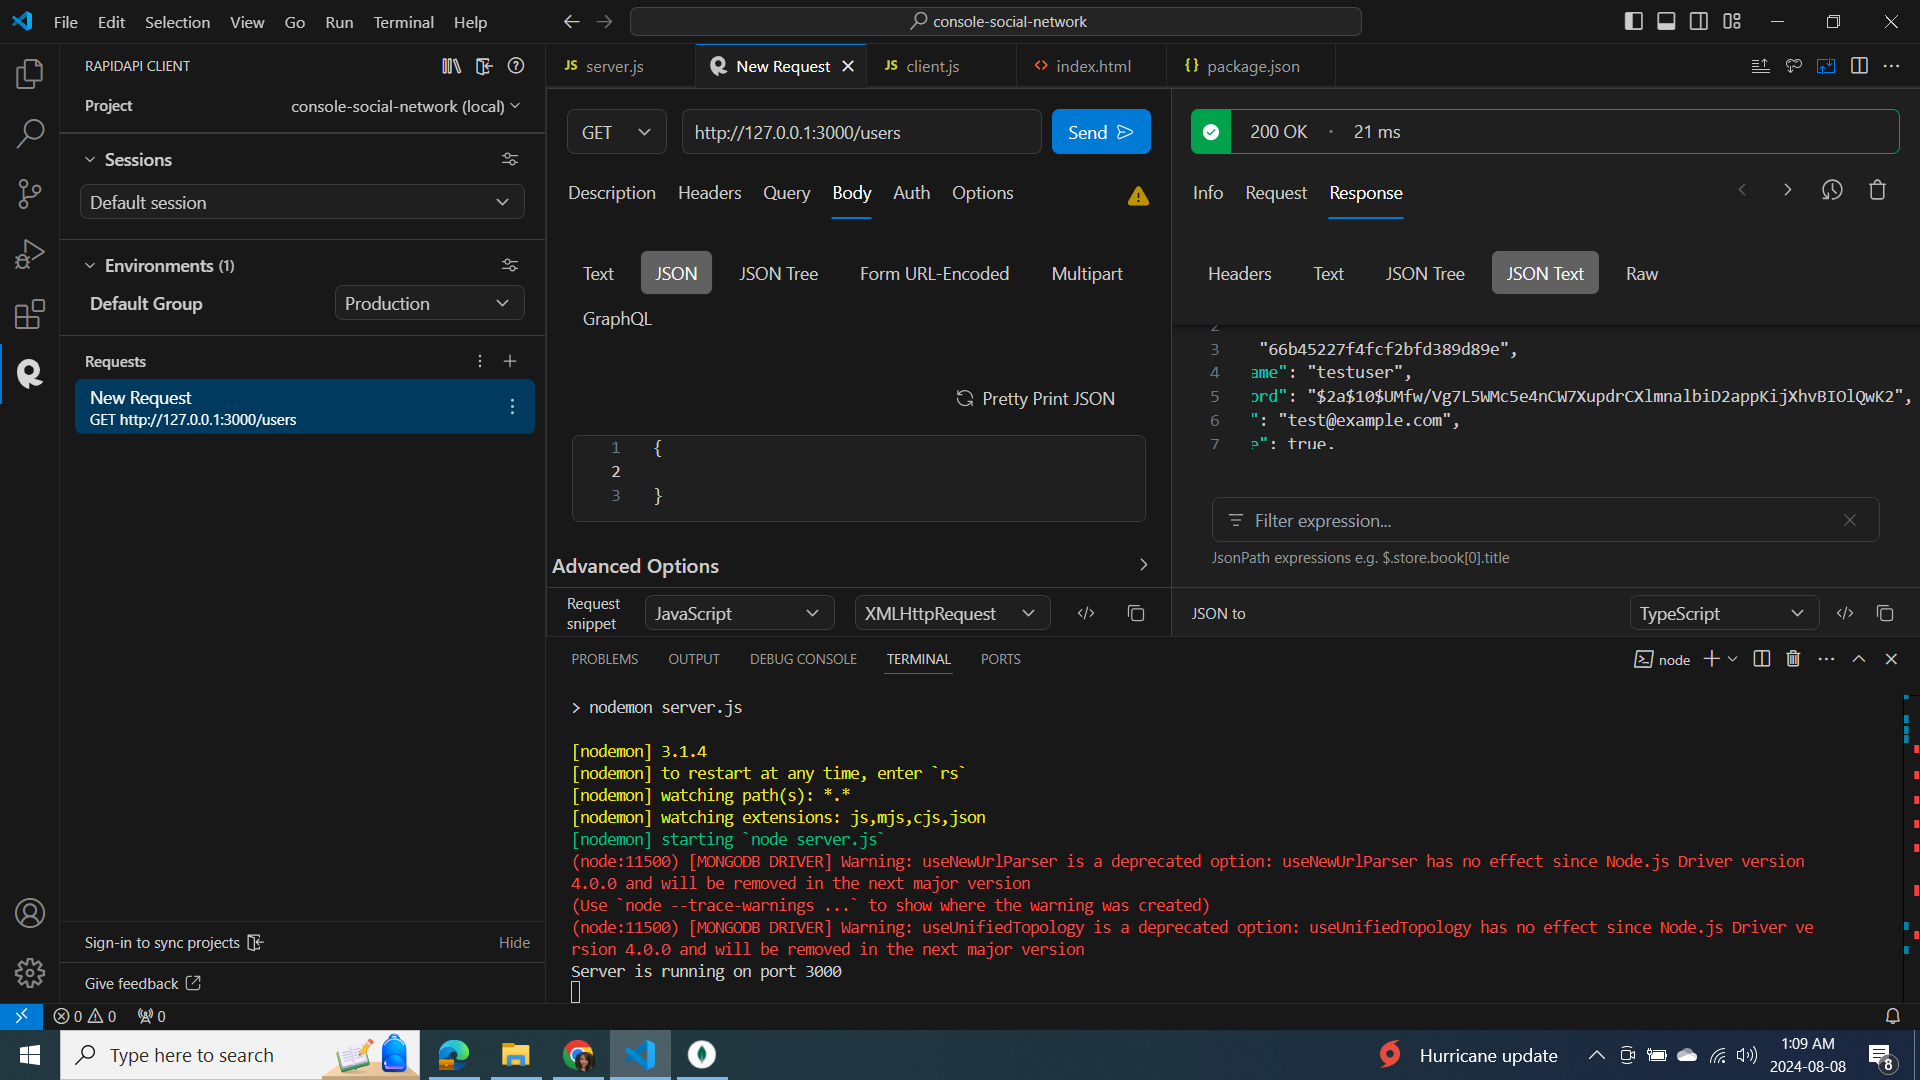 File Edit Selection View Go Run Terminal Help
console-social-network
RAPIDAPI CLIENT
Project console-social-network (local)
Sessions
Default session
Environments (1)
Default Group Production
Requests
New Request
GET http://127.0.0.1:3000/users
Sign-in to sync projects Hide
Give feedback
JS server.js New Request JS client.js <> index.html {} package.json
GET http://127.0.0.1:3000/users Send
Description Headers Query Body Auth Options
Text JSON JSON Tree Form URL-Encoded Multipart
GraphQL
Pretty Print JSON
1 {
2
3 }
Advanced Options
Request snippet JavaScript XMLHttpRequest
200 OK · 21 ms
Info Request Response
Headers Text JSON Tree JSON Text Raw
2
3 "66b45227f4fcf2bfd389d89e",
4 ame": "testuser",
5 ord": "$2a$10$UMfw/Vg7L5WMc5e4nCW7XupdrCXlmnalbiD2appKijXhvBIOlQwK2",
6 ": "test@example.com",
7 e": true,
Filter expression...
JsonPath expressions e.g. $.store.book[0].title
JSON to TypeScript
PROBLEMS OUTPUT DEBUG CONSOLE TERMINAL PORTS node
> nodemon server.js
[nodemon] 3.1.4
[nodemon] to restart at any time, enter `rs`
[nodemon] watching path(s): *.*
[nodemon] watching extensions: js,mjs,cjs,json
[nodemon] starting `node server.js`
(node:11500) [MONGODB DRIVER] Warning: useNewUrlParser is a deprecated option: useNewUrlParser has no effect since Node.js Driver version
4.0.0 and will be removed in the next major version
(Use `node --trace-warnings ...` to show where the warning was created)
(node:11500) [MONGODB DRIVER] Warning: useUnifiedTopology is a deprecated option: useUnifiedTopology has no effect since Node.js Driver ve
rsion 4.0.0 and will be removed in the next major version
Server is running on port 3000
0 0 0
Type here to search
Hurricane update
1:09 AM
2024-08-08
8